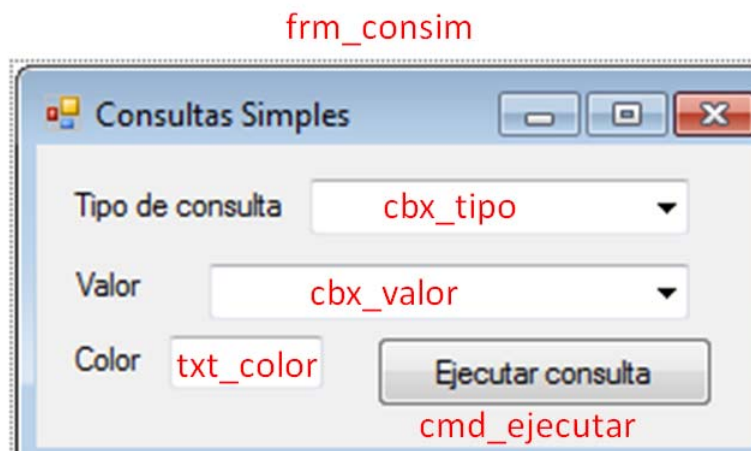 frm_consim
Consultas Simples
Tipo de consulta cbx_tipo
Valor cbx_valor
Color txt_color Ejecutar consulta
cmd_ejecutar